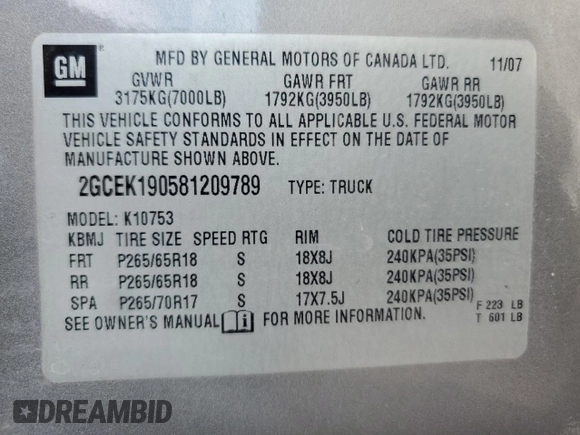 GM
MFD BY GENERAL MOTORS OF CANADA LTD. 11/07
GVWR GAWR FRT GAWR RR
3175KG(7000LB) 1792KG(3950LB) 1792KG(3950LB)
THIS VEHICLE CONFORMS TO ALL APPLICABLE U.S. FEDERAL MOTOR
VEHICLE SAFETY STANDARDS IN EFFECT ON THE DATE OF
MANUFACTURE SHOWN ABOVE.
2GCEK190581209789 TYPE: TRUCK
MODEL: K10753
KBMJ TIRE SIZE SPEED RTG RIM COLD TIRE PRESSURE
FRT P265/65R18 S 18X8J 240KPA(35PSI)
RR P265/65R18 S 18X8J 240KPA(35PSI)
SPA P265/70R17 S 17X7.5J 240KPA(35PSI)
SEE OWNER'S MANUAL FOR MORE INFORMATION. F 223 LB
T 601 LB
DREAMBID